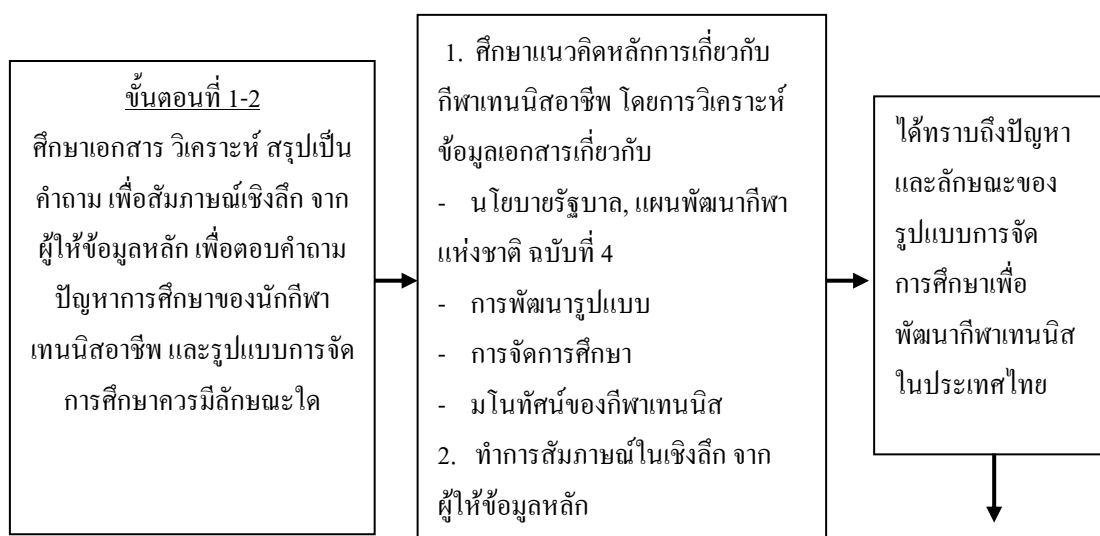 ขั้นตอนที่ 1-2
ศึกษาเอกสาร วิเคราะห์ สรุปเป็น
คำถาม เพื่อสัมภาษณ์เชิงลึก จาก
ผู้ให้ข้อมูลหลัก เพื่อตอบคำถาม
ปัญหาการศึกษาของนักกีฬา
เทนนิสอาชีพ และรูปแบบการจัด
การศึกษาควรมีลักษณะใด
1. ศึกษาแนวคิดหลักการเกี่ยวกับ
กีฬาเทนนิสอาชีพ โดยการวิเคราะห์
ข้อมูลเอกสารเกี่ยวกับ
- นโยบายรัฐบาล, แผนพัฒนากีฬา
แห่งชาติ ฉบับที่ 4
- การพัฒนารูปแบบ
- การจัดการศึกษา
- มโนทัศน์ของกีฬาเทนนิส
2. ทำการสัมภาษณ์ในเชิงลึก จาก
ผู้ให้ข้อมูลหลัก
ได้ทราบถึงปัญหา
และลักษณะของ
รูปแบบการจัด
การศึกษาเพื่อ
พัฒนากีฬาเทนนิส
ในประเทศไทย